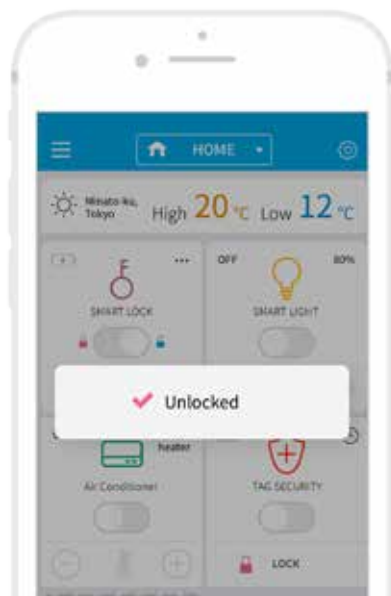 HOME
Minato-ku,
Tokyo
High 20 ℃ Low 12 ℃
SMART LOCK
OFF
80%
SMART LIGHT
Unlocked
heater
Air Conditioner
TAG SECURITY
LOCK